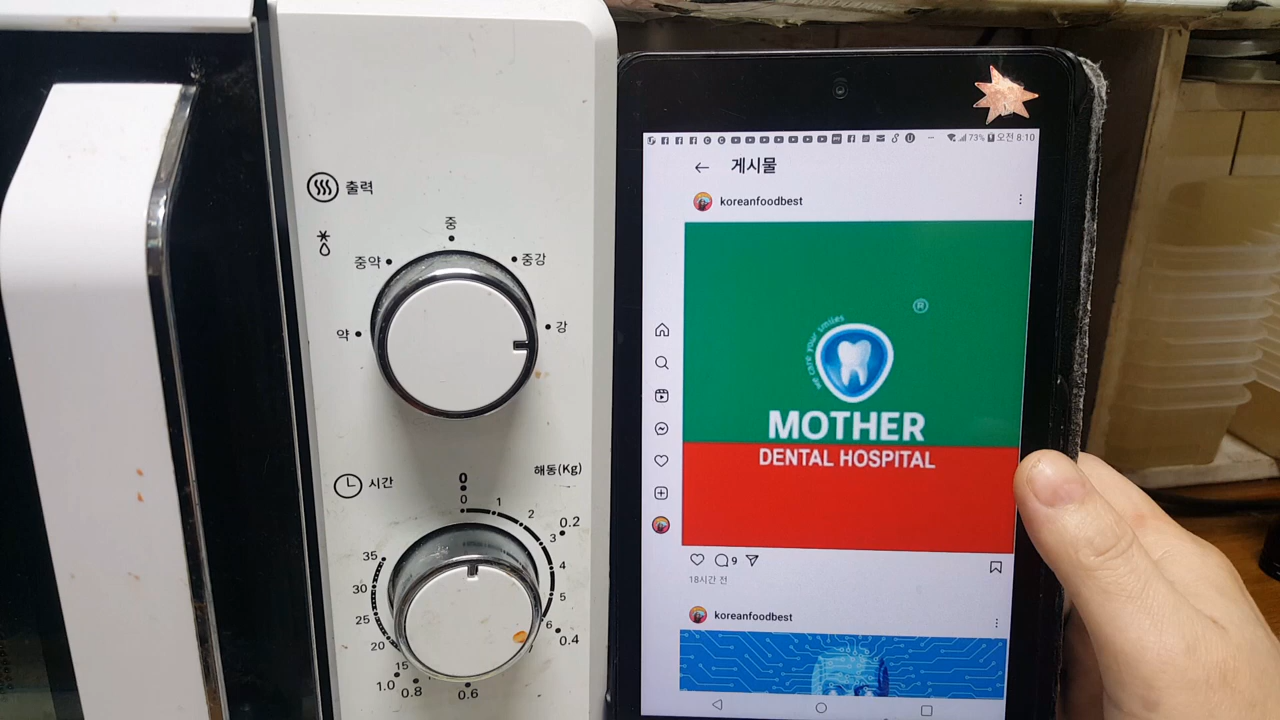 출력
중
중약
중강
약
강
시간
해동(Kg)
0
0
1
2
0.2
3
4
5
6
0.4
35
30
25
20
15
1.0
0.8
0.6
73% 오전 8:10
게시물
koreanfoodbest
R
we care your smiles
MOTHER
DENTAL HOSPITAL
9
18시간 전
koreanfoodbest